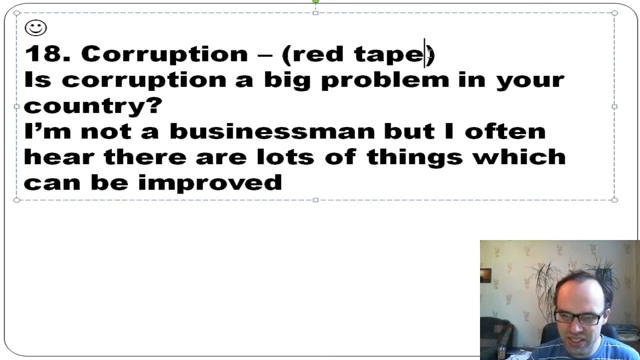 18. Corruption – (red tape)
Is corruption a big problem in your
country?
I'm not a businessman but I often
hear there are lots of things which
can be improved